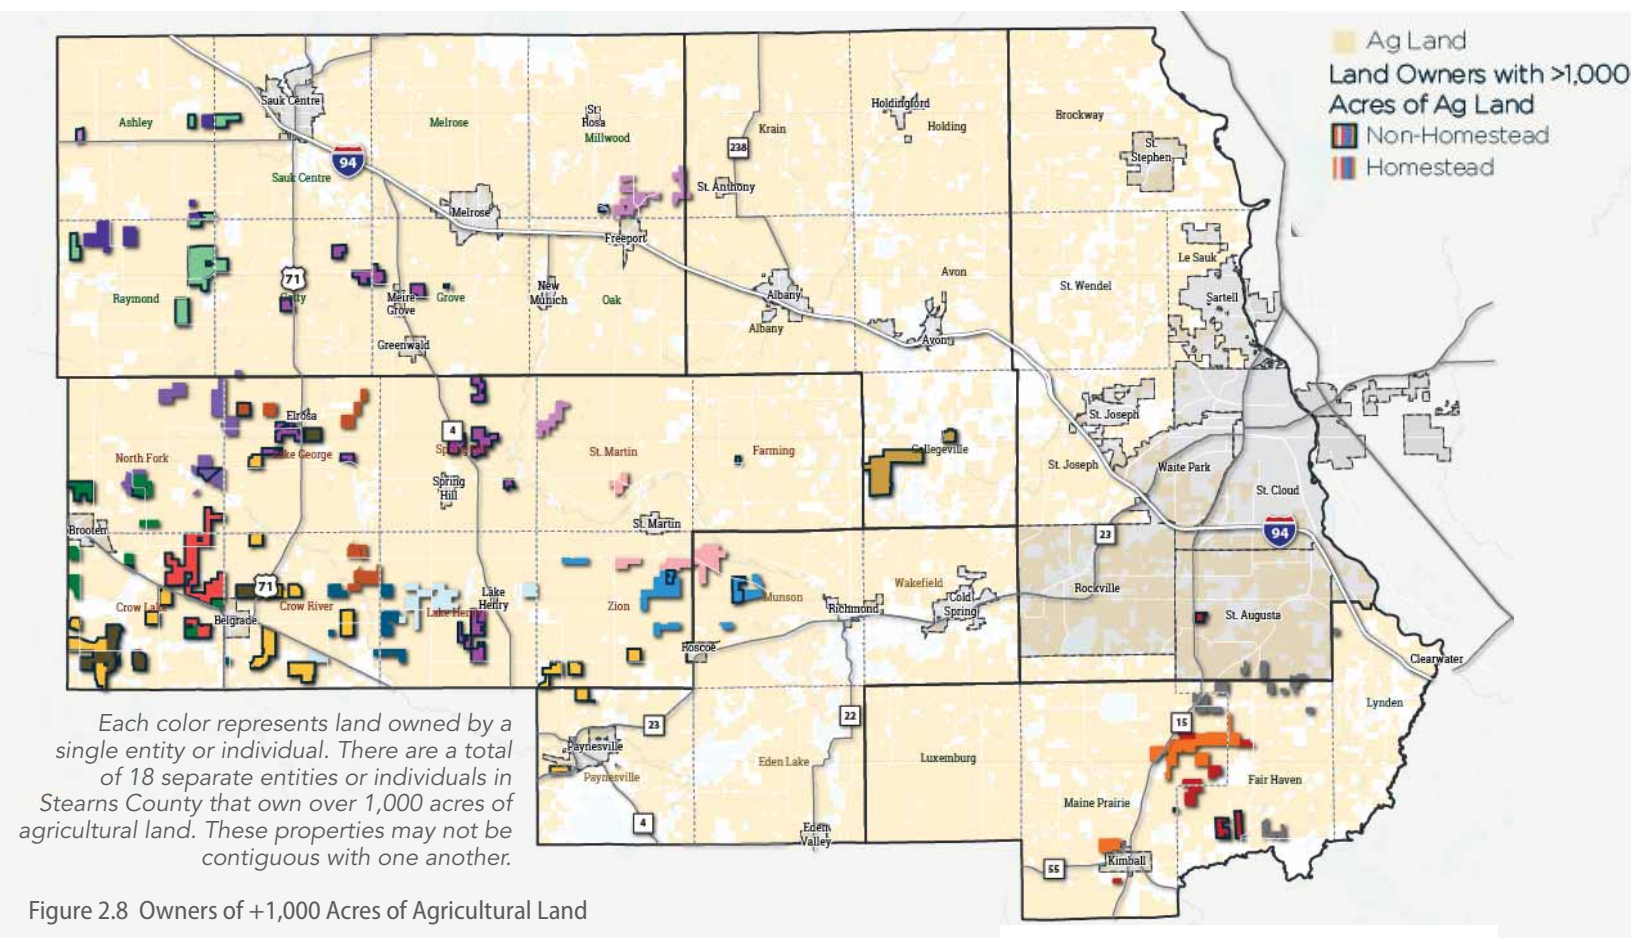 Ag Land
Land Owners with >1,000
Acres of Ag Land
Non-Homestead
Homestead
Sauk Centre
Ashley
Melrose
St.
Rosa
Millwood
Krain
Holdingford
Holding
Brockway
St.
Stephen
238
94
Sauk Centre
St. Anthony
Melrose
Freeport
Le Sauk
71
Raymond
Getty
Meire
Grove
Grove
New
Munich
Oak
Albany
Albany
Avon
Avon
St. Wendel
Sartell
Greenwald
Elrosa
4
North Fork
Lake George
Spring
Hill
St. Martin
Farming
Collegeville
St. Joseph
St. Joseph
Waite Park
St. Cloud
Brooten
St. Martin
23
94
71
Crow Lake
Belgrade
Crow River
Lake Henry
Lake
Henry
Zion
Munson
Wakefield
Richmond
Cold
Spring
Rockville
St. Augusta
Roscoe
Clearwater
Lynden
23
22
15
Paynesville
Paynesville
Eden Lake
Luxemburg
Maine Prairie
Fair Haven
4
Eden
Valley
55
Kimball
Each color represents land owned by a
single entity or individual. There are a total
of 18 separate entities or individuals in
Stearns County that own over 1,000 acres of
agricultural land. These properties may not be
contiguous with one another.
Figure 2.8 Owners of +1,000 Acres of Agricultural Land